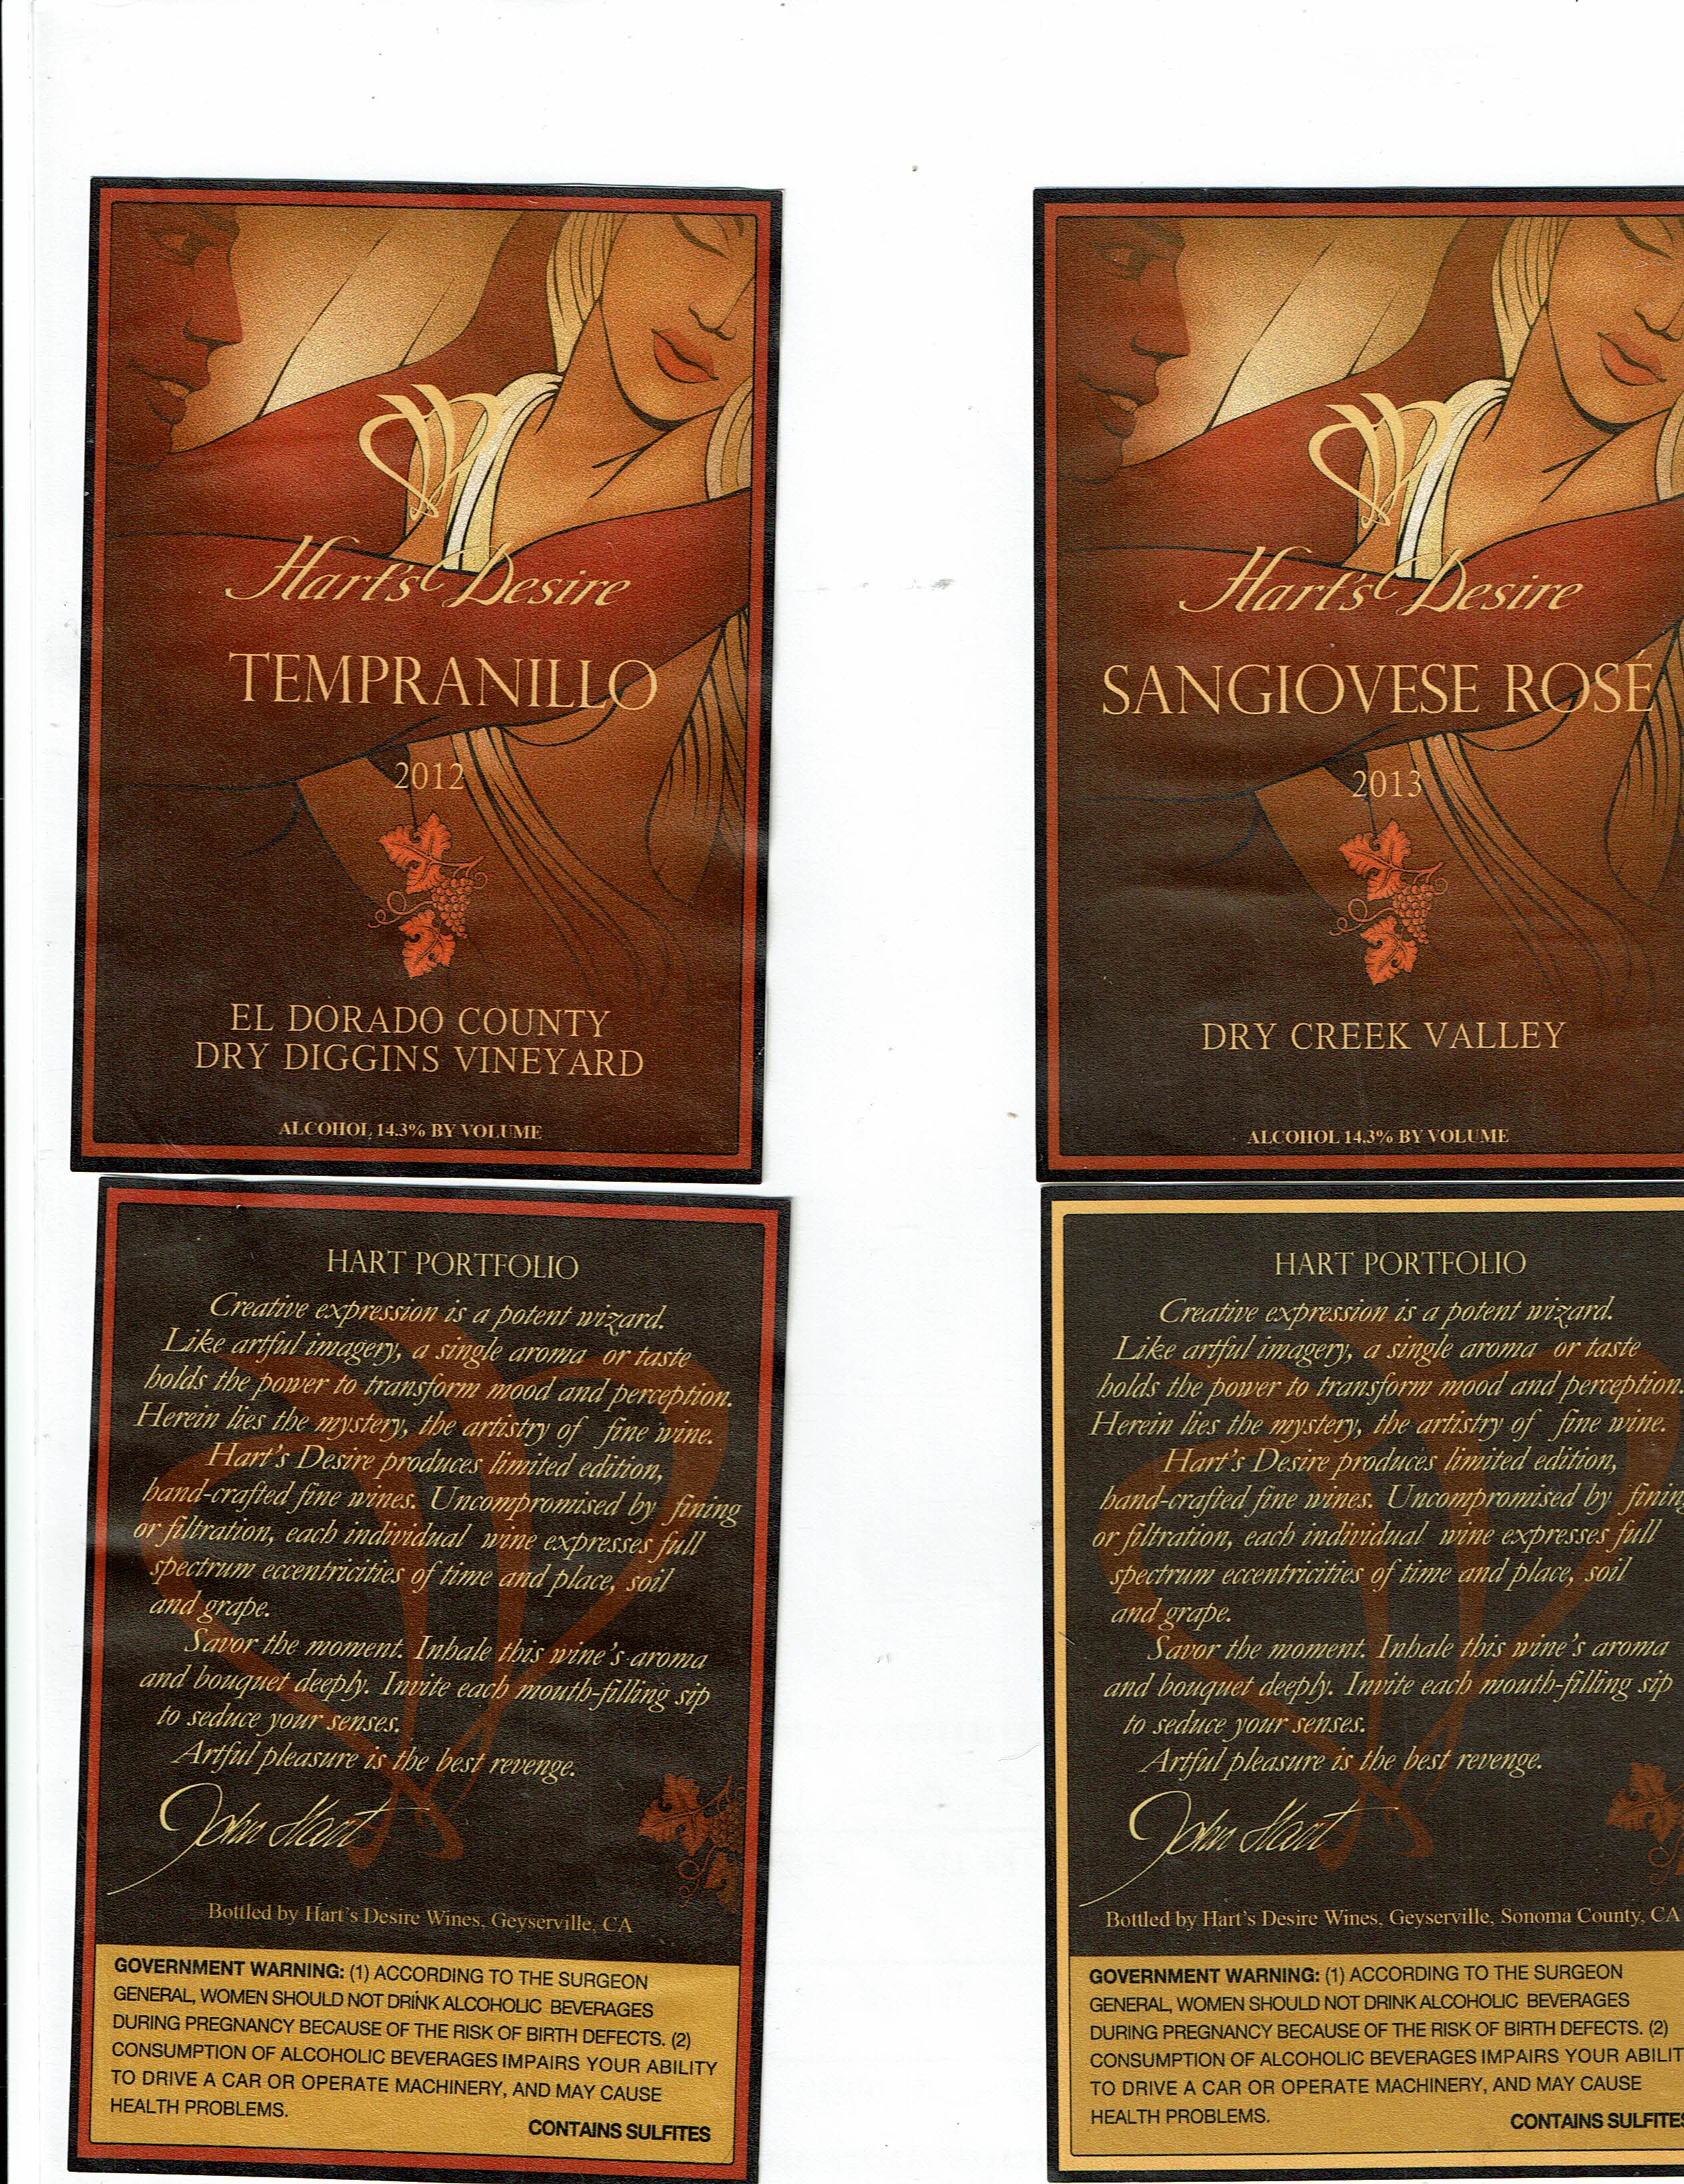 Hart's Desire
TEMPRANILLO
2012
EL DORADO COUNTY
DRY DIGGINS VINEYARD
ALCOHOL 14.3% BY VOLUME
HART PORTFOLIO
Creative expression is a potent wizard.
Like artful imagery, a single aroma or taste
holds the power to transform mood and perception.
Herein lies the mystery, the artistry of fine wine.
Hart's Desire produces limited edition,
hand-crafted fine wines. Uncompromised by fining
or filtration, each individual wine expresses full
spectrum eccentricities of time and place, soil
and grape.
Savor the moment. Inhale this wine's aroma
and bouquet deeply. Invite each mouth-filling sip
to seduce your senses.
Artful pleasure is the best revenge.
John Hart
Bottled by Hart's Desire Wines, Geyserville, CA
GOVERNMENT WARNING: (1) ACCORDING TO THE SURGEON
GENERAL, WOMEN SHOULD NOT DRINK ALCOHOLIC BEVERAGES
DURING PREGNANCY BECAUSE OF THE RISK OF BIRTH DEFECTS. (2)
CONSUMPTION OF ALCOHOLIC BEVERAGES IMPAIRS YOUR ABILITY
TO DRIVE A CAR OR OPERATE MACHINERY, AND MAY CAUSE
HEALTH PROBLEMS.
CONTAINS SULFITES
Hart's Desire
SANGIOVESE ROSÉ
2013
DRY CREEK VALLEY
ALCOHOL 14.3% BY VOLUME
HART PORTFOLIO
Creative expression is a potent wizard.
Like artful imagery, a single aroma or taste
holds the power to transform mood and perception.
Herein lies the mystery, the artistry of fine wine.
Hart's Desire produces limited edition,
hand-crafted fine wines. Uncompromised by fining
or filtration, each individual wine expresses full
spectrum eccentricities of time and place, soil
and grape.
Savor the moment. Inhale this wine's aroma
and bouquet deeply. Invite each mouth-filling sip
to seduce your senses.
Artful pleasure is the best revenge.
John Hart
Bottled by Hart's Desire Wines, Geyserville, Sonoma County, CA
GOVERNMENT WARNING: (1) ACCORDING TO THE SURGEON
GENERAL, WOMEN SHOULD NOT DRINK ALCOHOLIC BEVERAGES
DURING PREGNANCY BECAUSE OF THE RISK OF BIRTH DEFECTS. (2)
CONSUMPTION OF ALCOHOLIC BEVERAGES IMPAIRS YOUR ABILIT
TO DRIVE A CAR OR OPERATE MACHINERY, AND MAY CAUSE
HEALTH PROBLEMS.
CONTAINS SULFITES